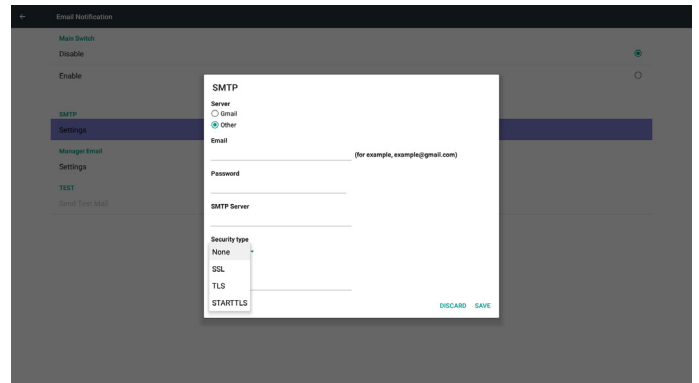 Email Notification
Main Switch
Disable
Enable
SMTP
Settings
Manager Email
Settings
TEST
Send Test Mail
SMTP
Server
Gmail
Other
Email
(for example, example@gmail.com)
Password
SMTP Server
Security type
None
SSL
TLS
STARTTLS
DISCARD SAVE